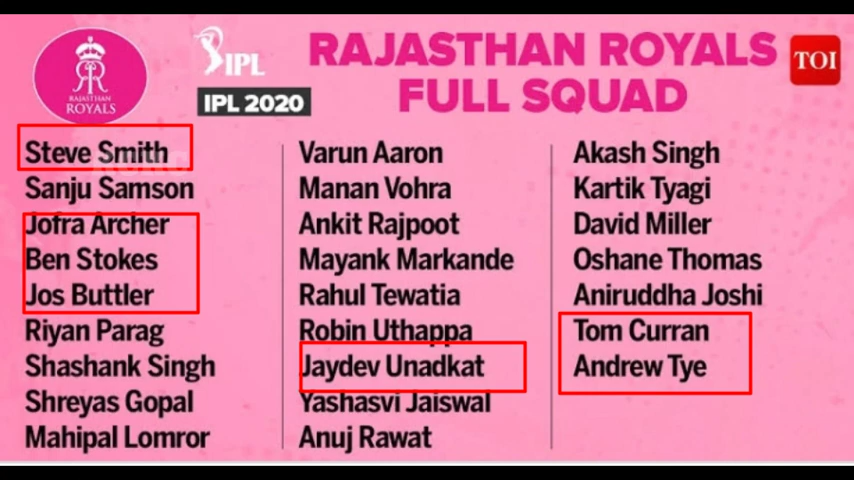 RAJASTHAN
ROYALS
IPL
IPL 2020
RAJASTHAN ROYALS
FULL SQUAD
TOI
Steve Smith
Sanju Samson
Jofra Archer
Ben Stokes
Jos Buttler
Riyan Parag
Shashank Singh
Shreyas Gopal
Mahipal Lomror
Varun Aaron
Manan Vohra
Ankit Rajpoot
Mayank Markande
Rahul Tewatia
Robin Uthappa
Jaydev Unadkat
Yashasvi Jaiswal
Anuj Rawat
Akash Singh
Kartik Tyagi
David Miller
Oshane Thomas
Aniruddha Joshi
Tom Curran
Andrew Tye